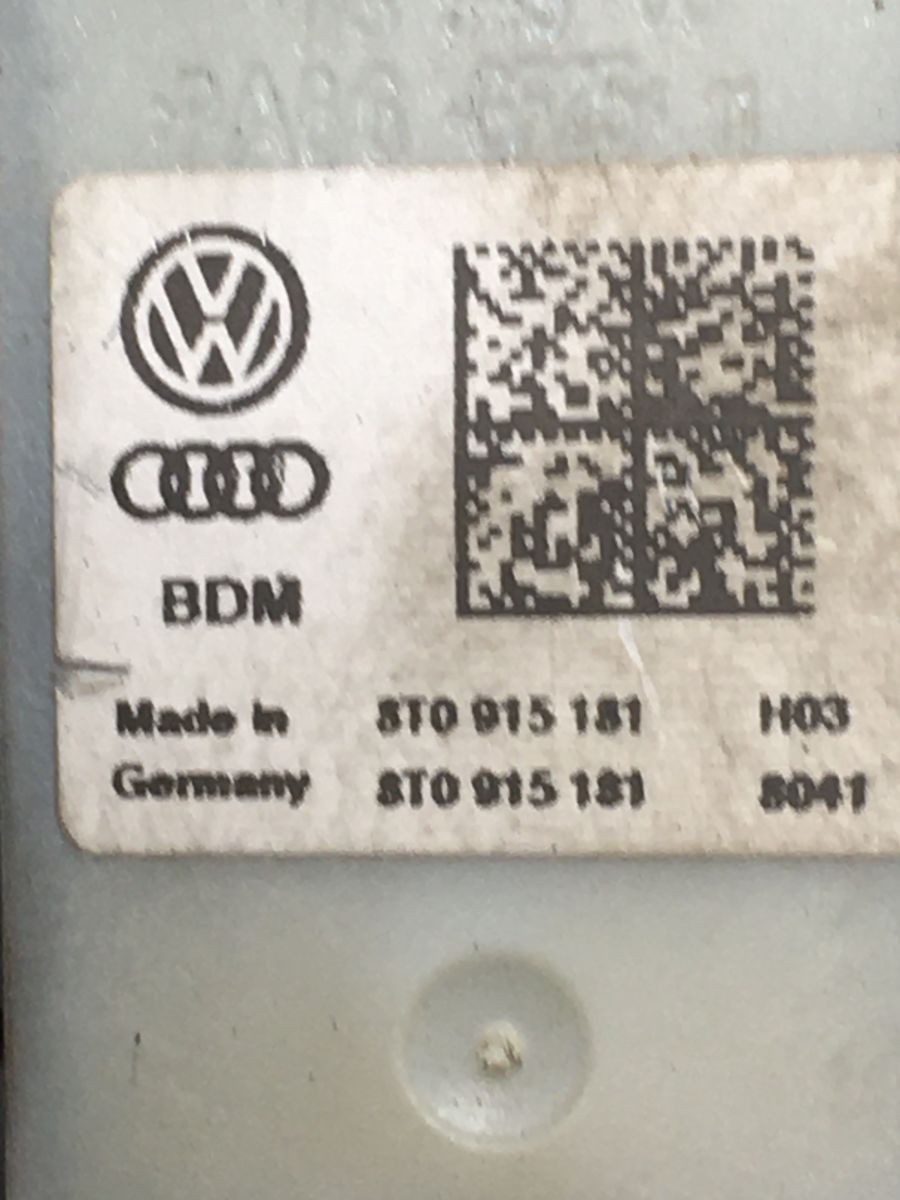 BDM
Made in 8T0 915 181 H03
Germany 8T0 915 181 8041